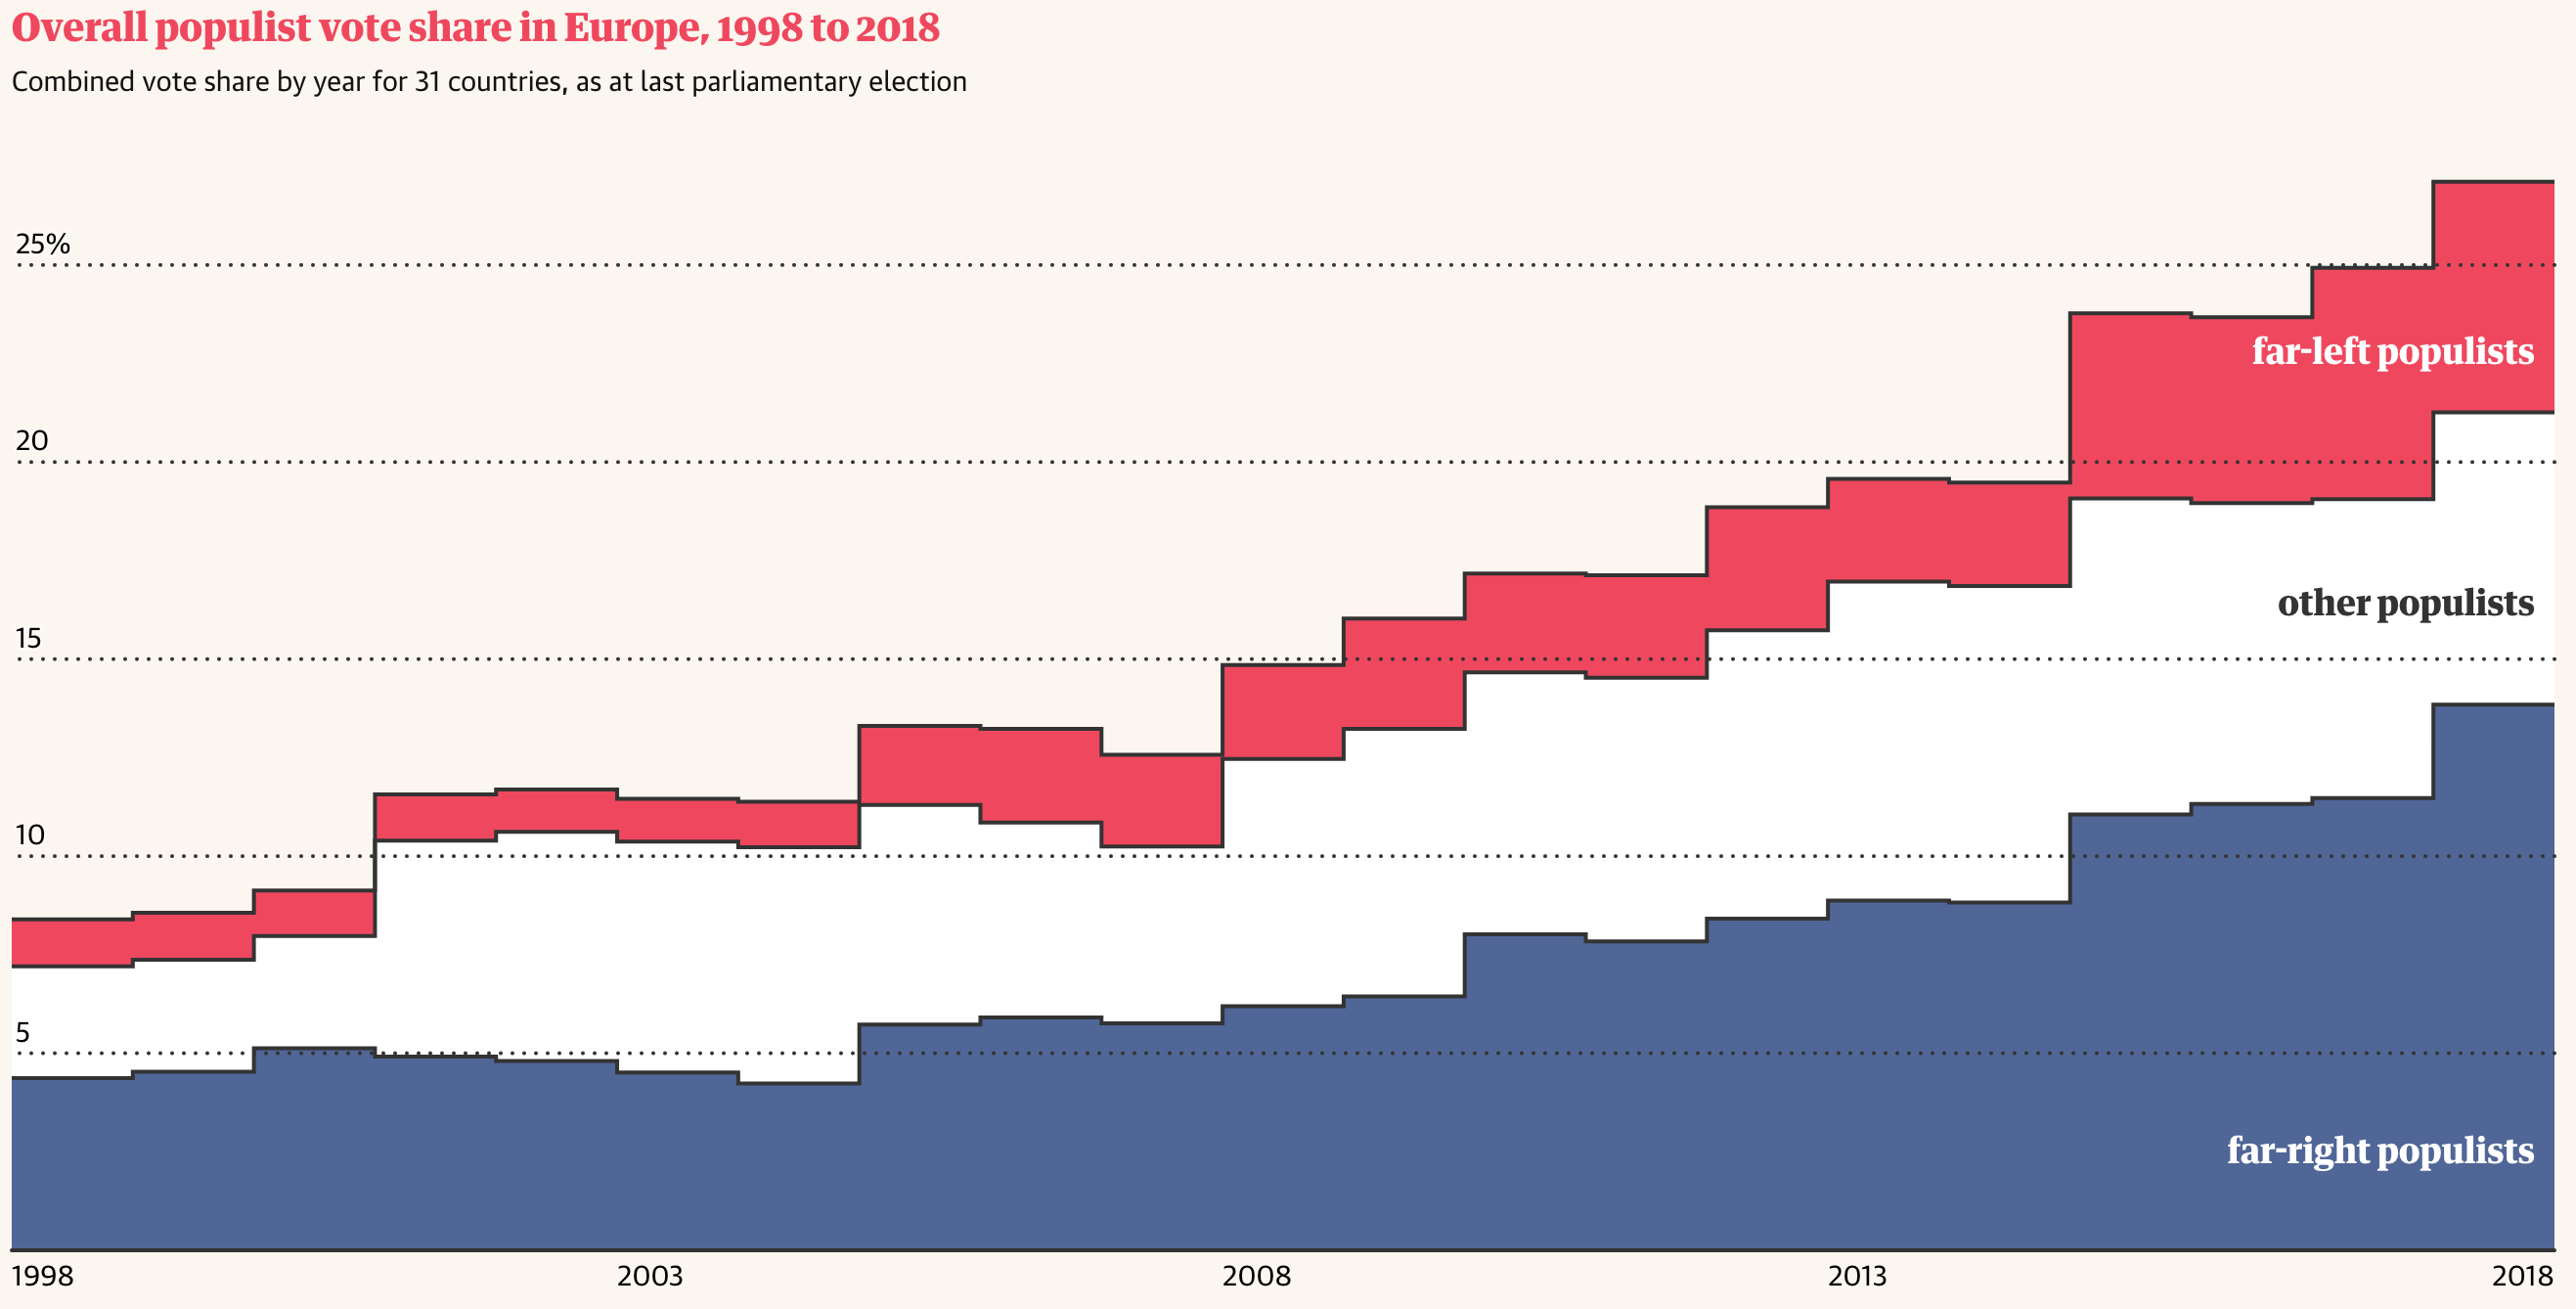 Overall populist vote share in Europe, 1998 to 2018
Combined vote share by year for 31 countries, as at last parliamentary election
25%
far-left populists
20
other populists
15
10
5
far-right populists
1998 2003 2008 2013 2018